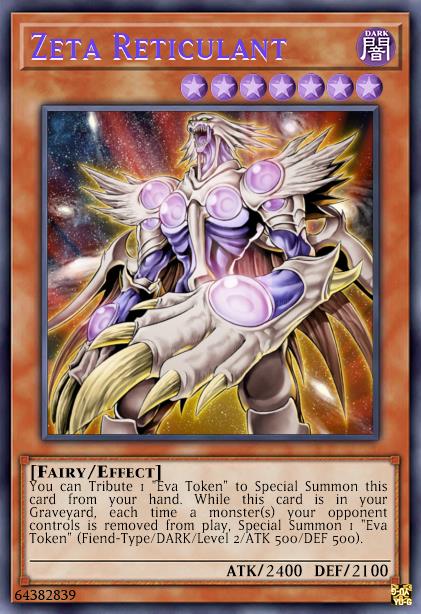 Zeta Reticulant
DARK
闇
[Fairy/Effect]
You can Tribute 1 "Eva Token" to Special Summon this
card from your hand. While this card is in your
Graveyard, each time a monster(s) your opponent
controls is removed from play, Special Summon 1 "Eva
Token" (Fiend-Type/DARK/Level 2/ATK 500/DEF 500).
ATK/2400 DEF/2100
64382839